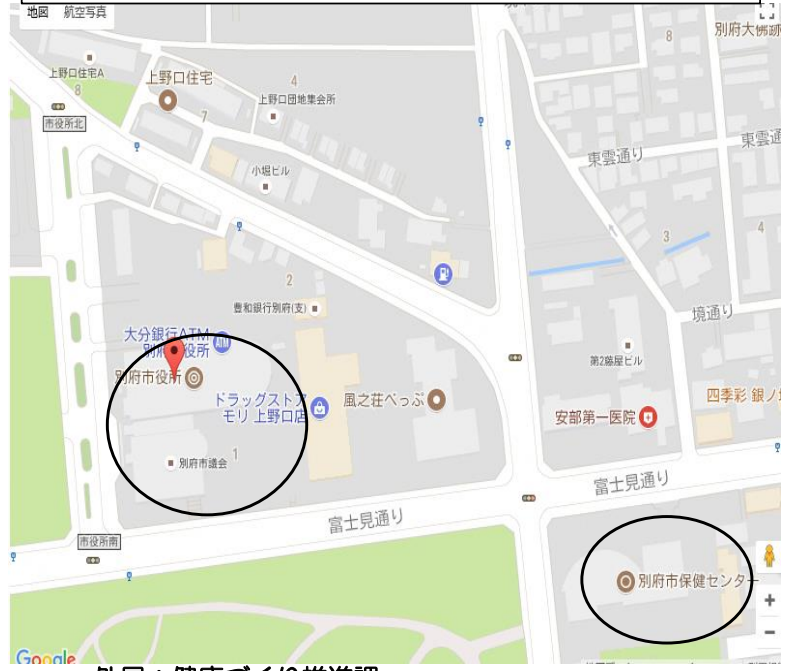 地図 航空写真
8
別府大佛跡
上野口住宅A
8
上野口住宅
4
上野口団地集会所
7
市役所北
小堀ビル
東雲通り
東雲通
3
4
2
豊和銀行別府(支)
境通り
大分銀行ATM
別府市役所
別府市役所
第2藤屋ビル
ドラッグストア
モリ 上野口店
風之荘べっぷ
四季彩 銀ノ
安部第一医院
別府市議会
1
富士見通り
富士見通り
市役所南
別府市保健センター
+
Google